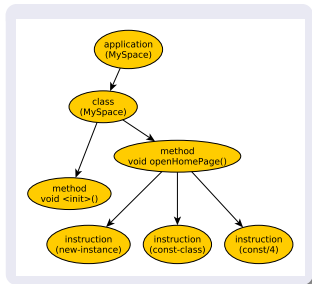 application
(MySpace)
class
(MySpace)
method
void openHomePage()
method
void <init>()
instruction
(new-instance)
instruction
(const-class)
instruction
(const/4)